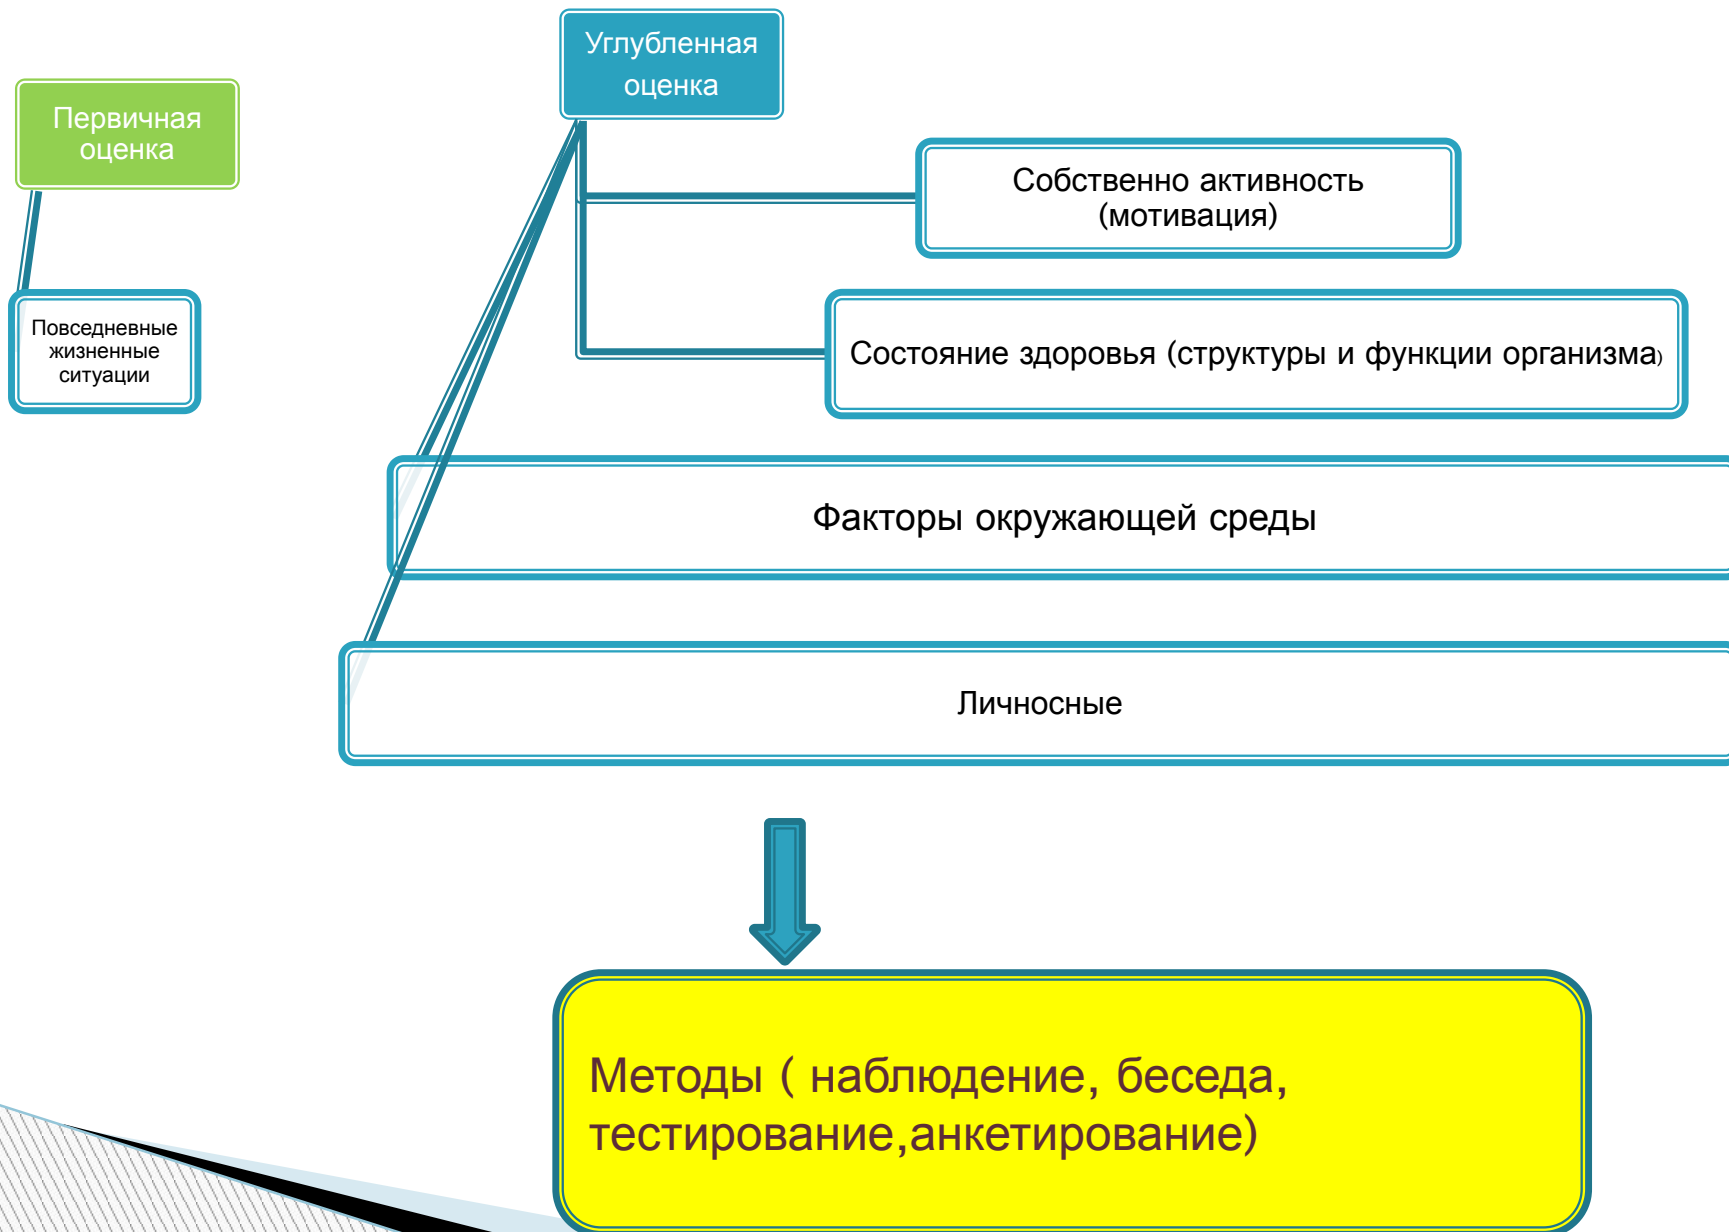 Первичная
оценка
Повседневные
жизненные
ситуации
Углубленная
оценка
Собственно активность
(мотивация)
Состояние здоровья (структуры и функции организма)
Факторы окружающей среды
Личносные
Методы ( наблюдение, беседа,
тестирование,анкетирование)